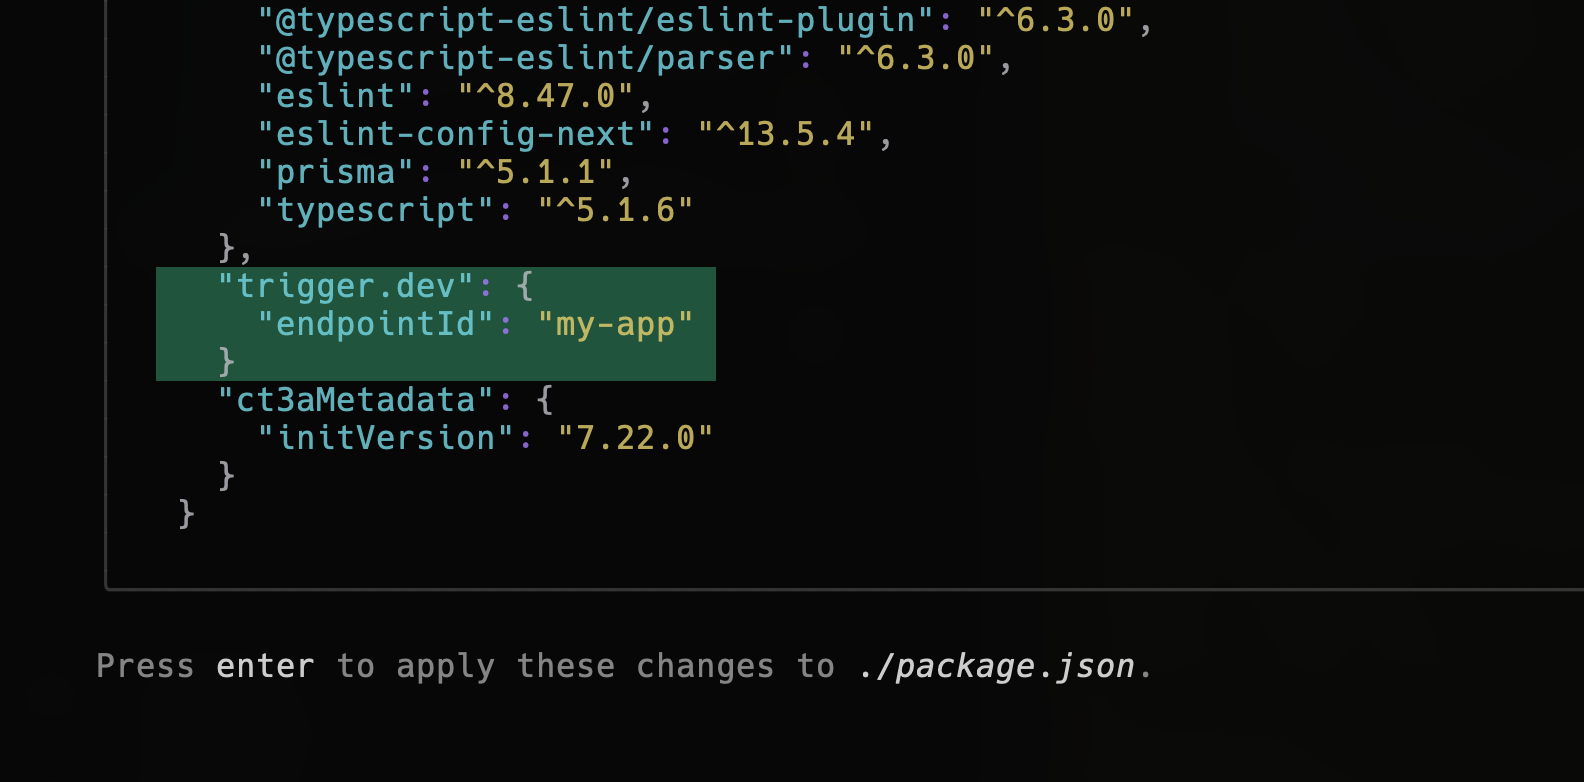 "@typescript-eslint/eslint-plugin": "^6.3.0",
"@typescript-eslint/parser": "^6.3.0",
"eslint": "^8.47.0",
"eslint-config-next": "^13.5.4",
"prisma": "^5.1.1",
"typescript": "^5.1.6"
},
"trigger.dev": {
"endpointId": "my-app"
}
"ct3aMetadata": {
"initVersion": "7.22.0"
}
}
Press enter to apply these changes to ./package.json.